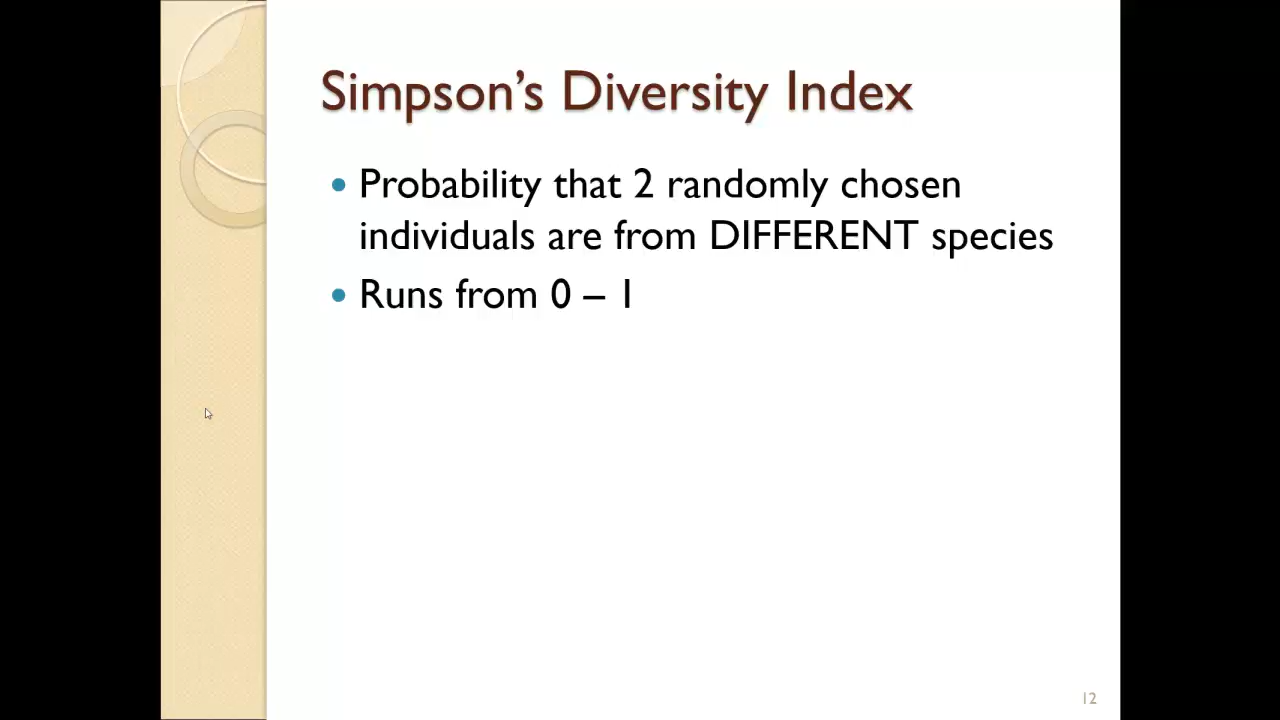 Simpson’s Diversity Index
• Probability that 2 randomly chosen
individuals are from DIFFERENT species
• Runs from 0 – 1
12